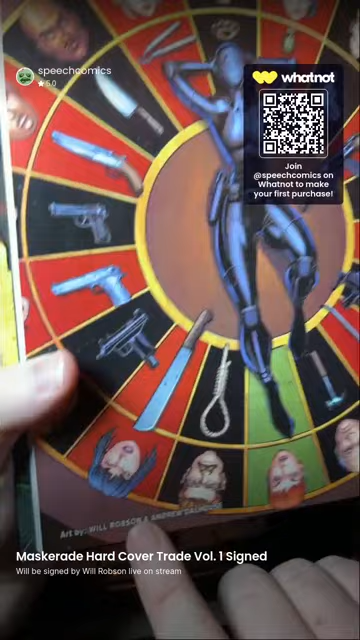 speechcomics
★5.0
whatnot
Join
@speechcomics on
Whatnot to make
your first purchase!
Art by: WILL ROBSON & ANDREW DALHOUSE
Maskerade Hard Cover Trade Vol. 1 Signed
Will be signed by Will Robson live on stream